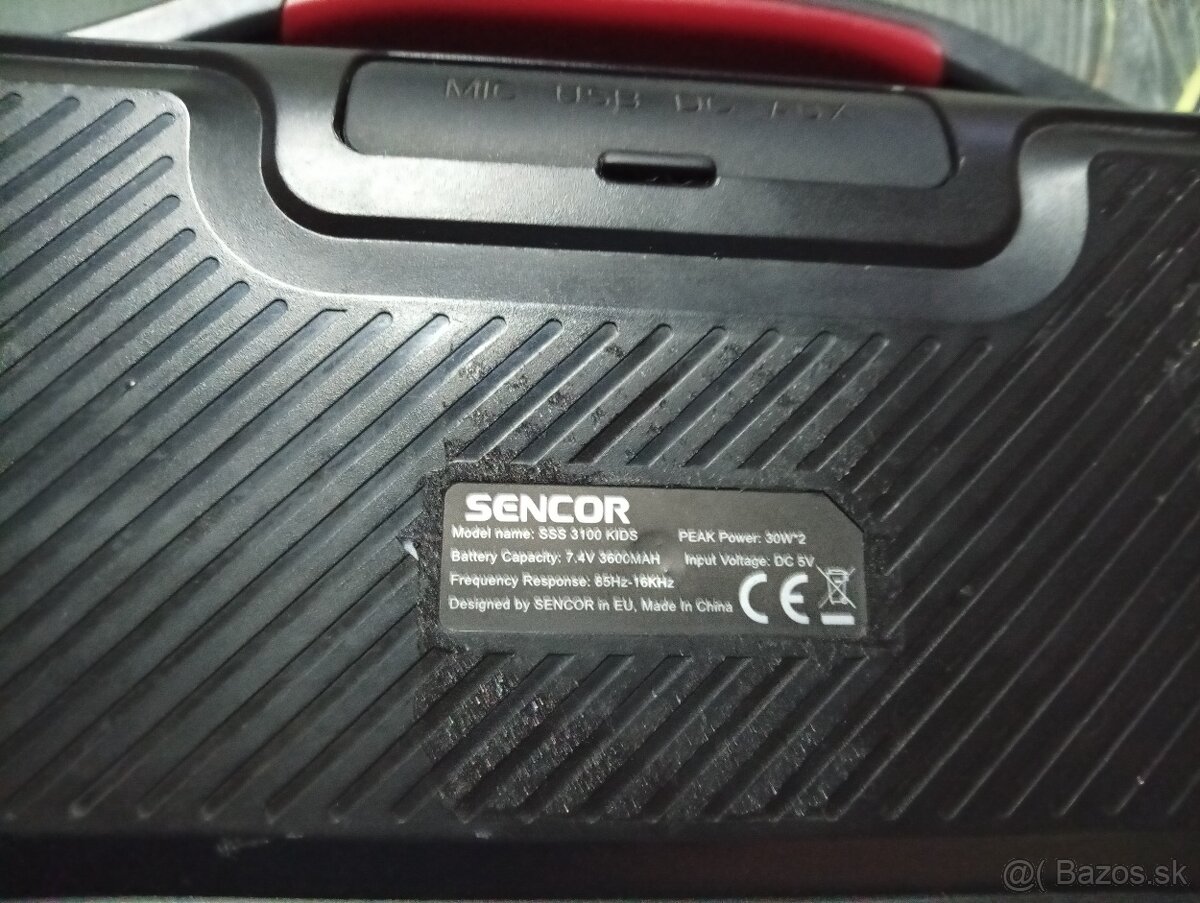 MIC USB DC AUX
SENCOR
Model name: SSS 3100 KIDS PEAK Power: 30W*2
Battery Capacity: 7.4V 3600MAH Input Voltage: DC 5V
Frequency Response: 85Hz-16KHz
Designed by SENCOR in EU, Made In China CE
@( Bazos.sk